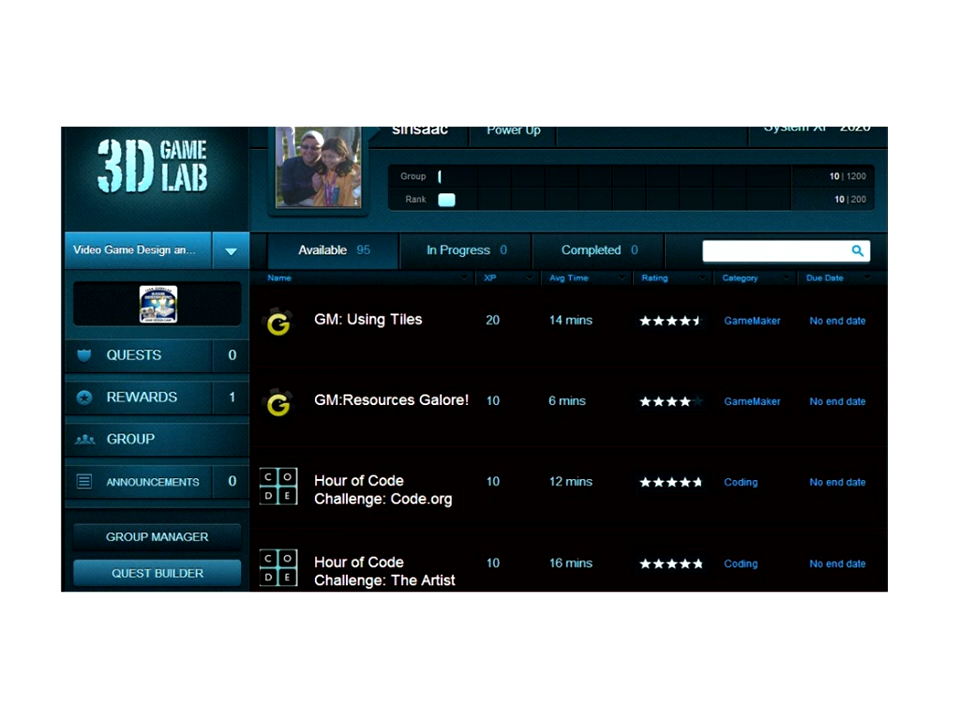 3D GAME LAB
sirisaac
Power Up
System XP 2020
Group 10 | 1200
Rank 10 | 200
Video Game Design an...
Available 95
In Progress 0
Completed 0
Name XP Avg Time Rating Category Due Date
GM: Using Tiles 20 14 mins GameMaker No end date
GM:Resources Galore! 10 6 mins GameMaker No end date
Hour of Code
Challenge: Code.org 10 12 mins Coding No end date
Hour of Code
Challenge: The Artist 10 16 mins Coding No end date
QUESTS 0
REWARDS 1
GROUP
ANNOUNCEMENTS 0
GROUP MANAGER
QUEST BUILDER
C O
D E
C O
D E